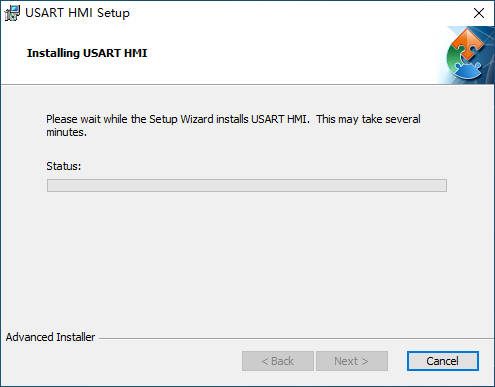 USART HMI Setup
Installing USART HMI
Please wait while the Setup Wizard installs USART HMI.  This may take several
minutes.
Status:
Advanced Installer
< Back
Next >
Cancel